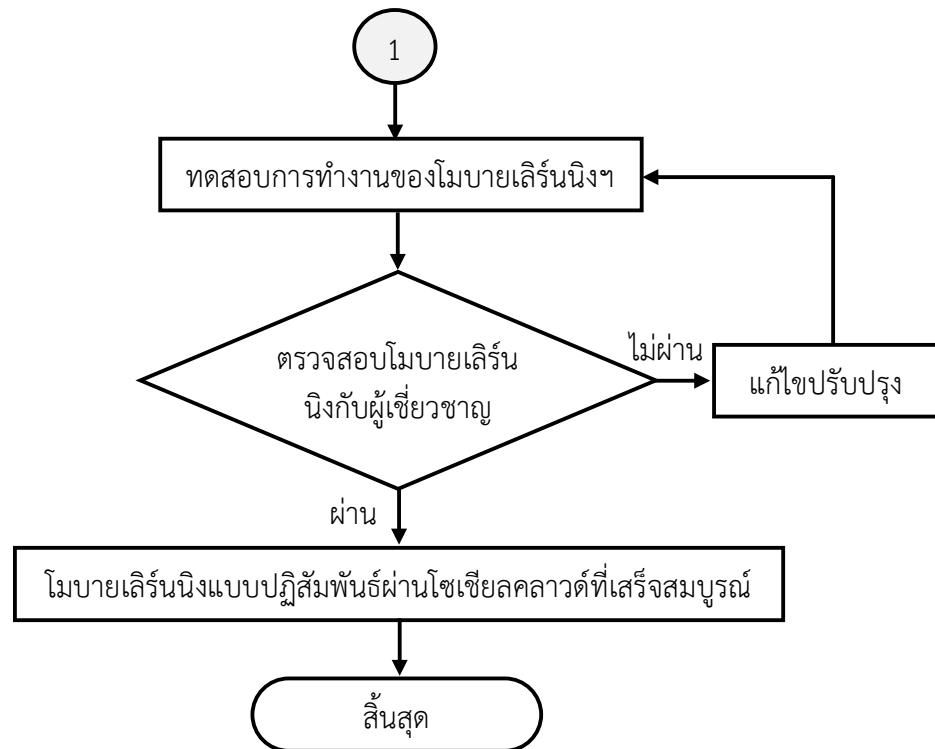 1
ทดสอบการทำงานของโมบายเลิร์นนิงฯ
ตรวจสอบโมบายเลิร์น
นิงกับผู้เชี่ยวชาญ
ไม่ผ่าน
แก้ไขปรับปรุง
ผ่าน
โมบายเลิร์นนิงแบบปฏิสัมพันธ์ผ่านโซเชียลคลาวด์ที่เสร็จสมบูรณ์
สิ้นสุด